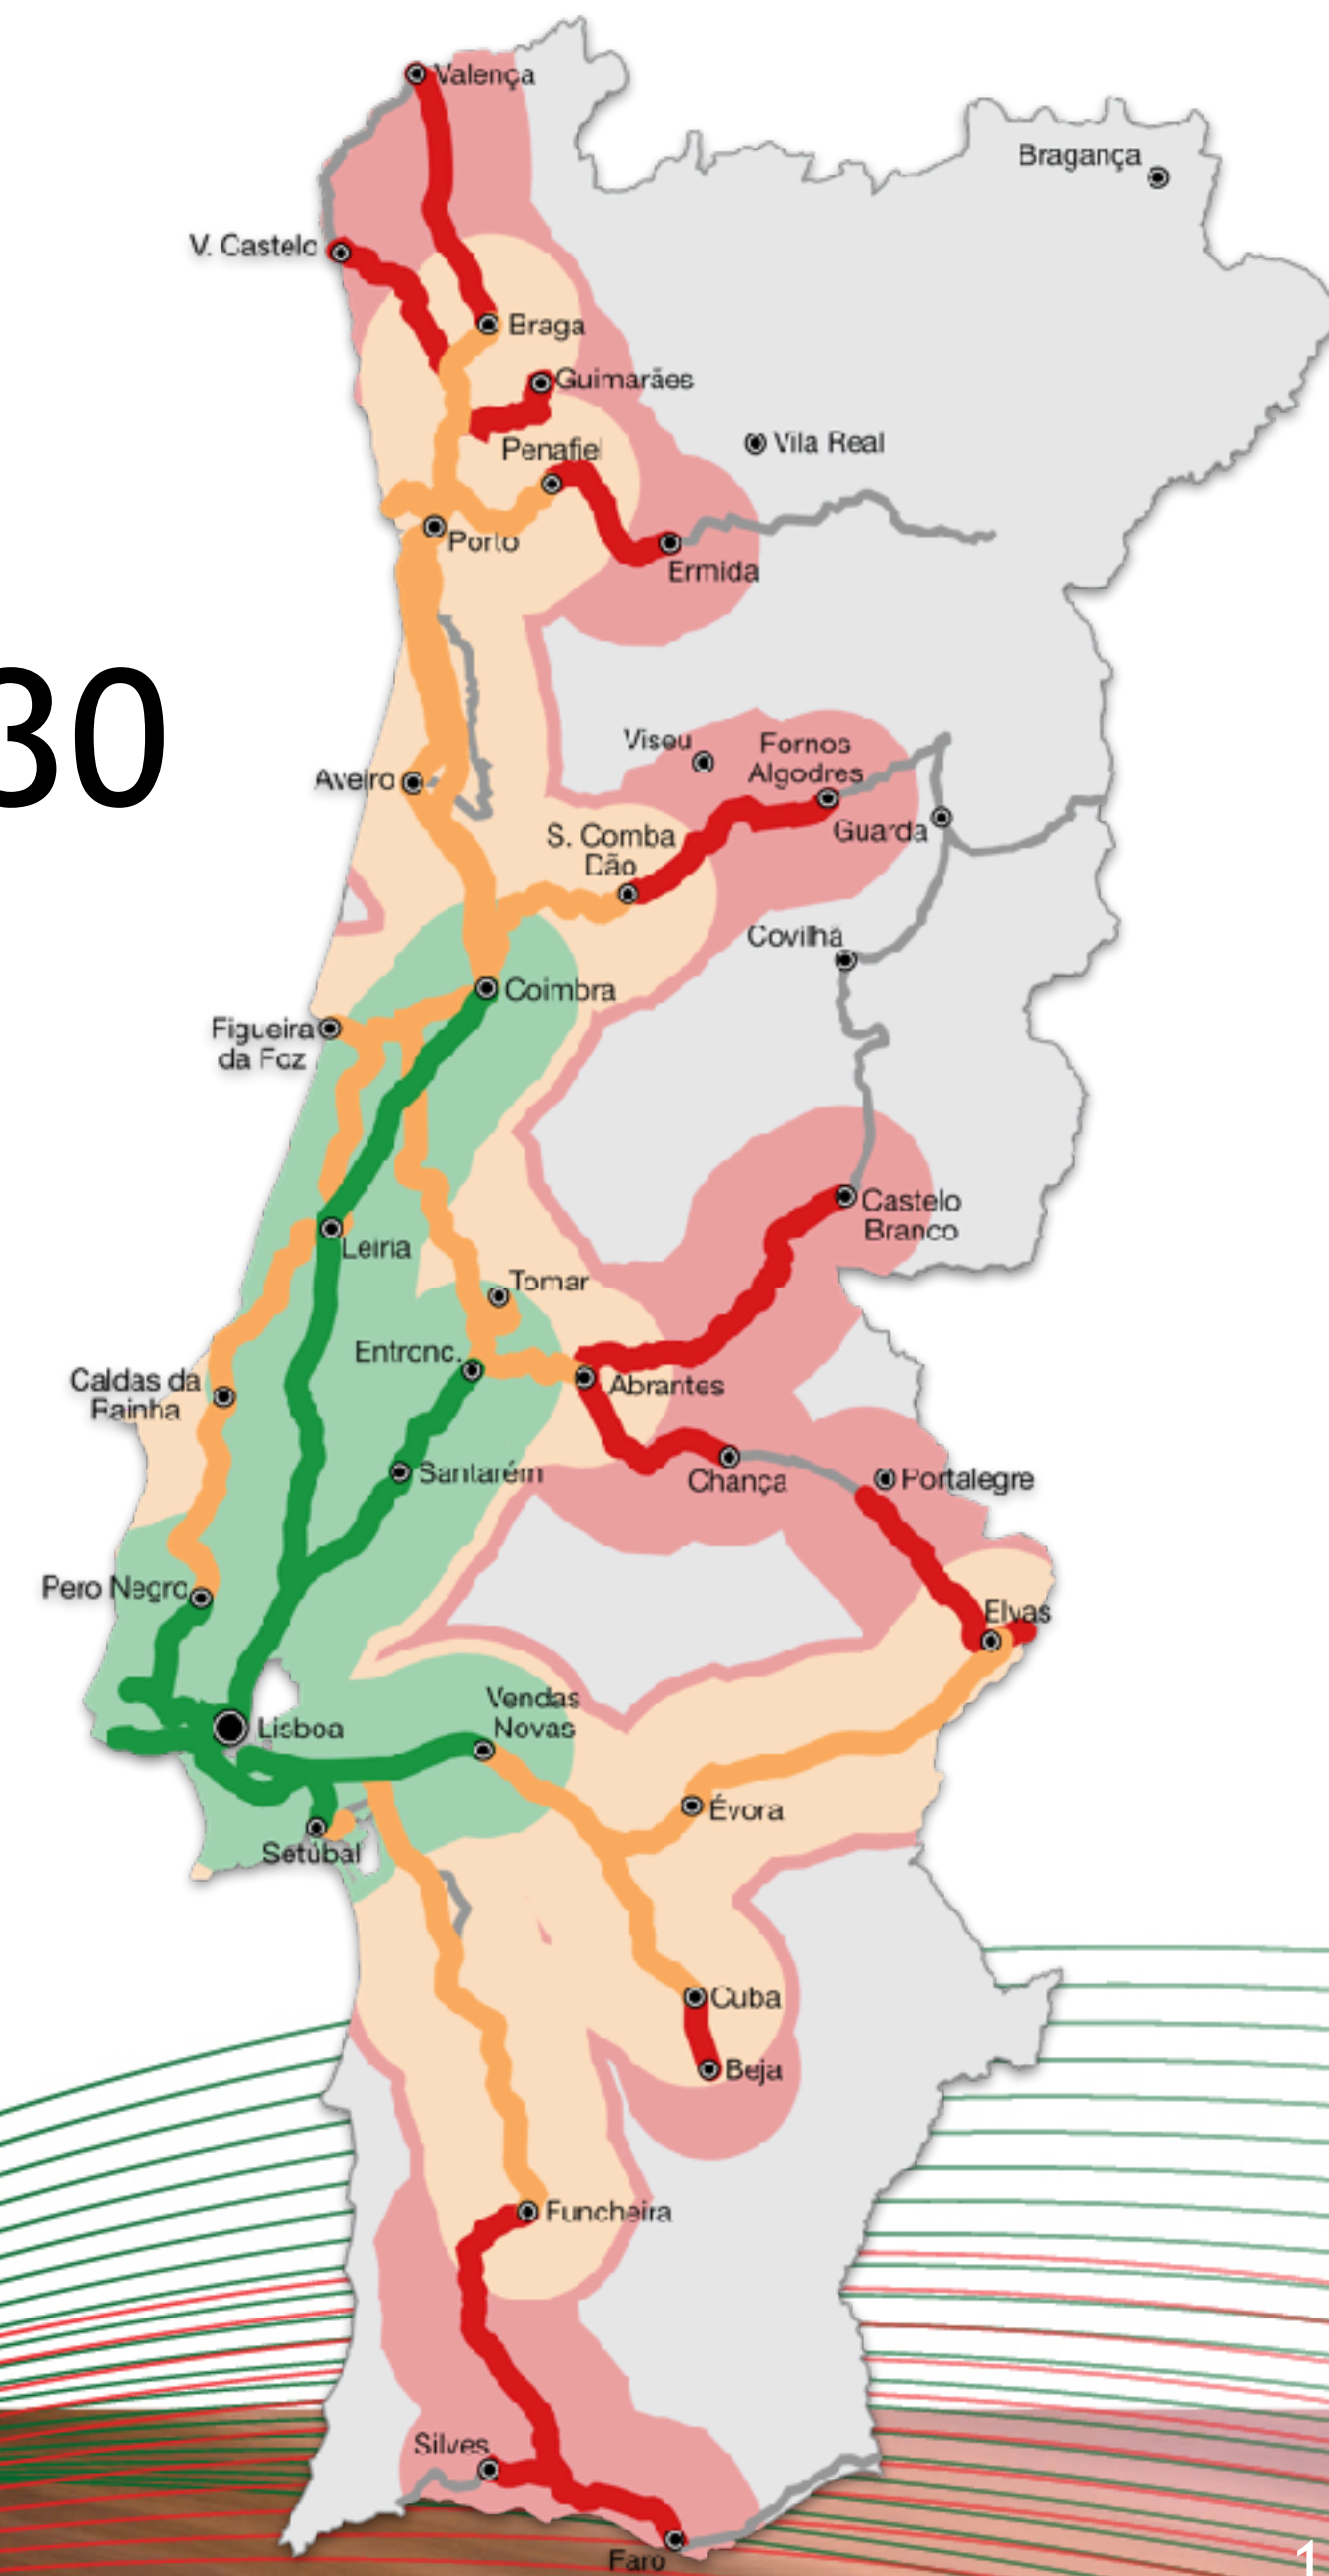 Valença
Bragança
V. Castelo
Braga
Guimarães
Vila Real
Penafiel
Porto
Ermida
30
Viseu
Fornos
Algodres
Aveiro
Guarda
S. Comba
Dão
Covilhã
Coimbra
Figueira
da Foz
Castelo
Branco
Leiria
Tomar
Entronc.
Caldas da
Rainha
Abrantes
Santarém
Chança
Portalegre
Pero Negro
Elvas
Vendas
Novas
Lisboa
Évora
Setúbal
Cuba
Beja
Funcheira
Silves
Faro
1